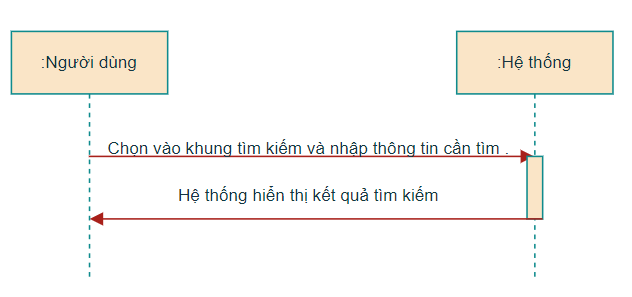 :Người dùng
:Hệ thống
Chọn vào khung tìm kiếm và nhập thông tin cần tìm .
Hệ thống hiển thị kết quả tìm kiếm